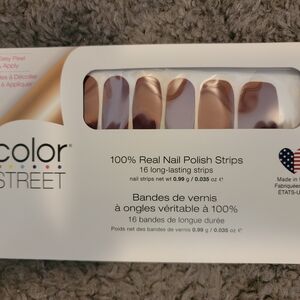 Easy Peel
Apply
à Décoller
à Appliquer
color
STREET
100% Real Nail Polish Strips
16 long-lasting strips
nail strips net wt 0.99 g / 0.035 oz ℮
Bandes de vernis
à ongles véritable à 100%
16 bandes de longue durée
Poids net des bandes de vernis 0.99 g / 0.035 oz ℮
Made in
Fabriquées
ÉTATS-U